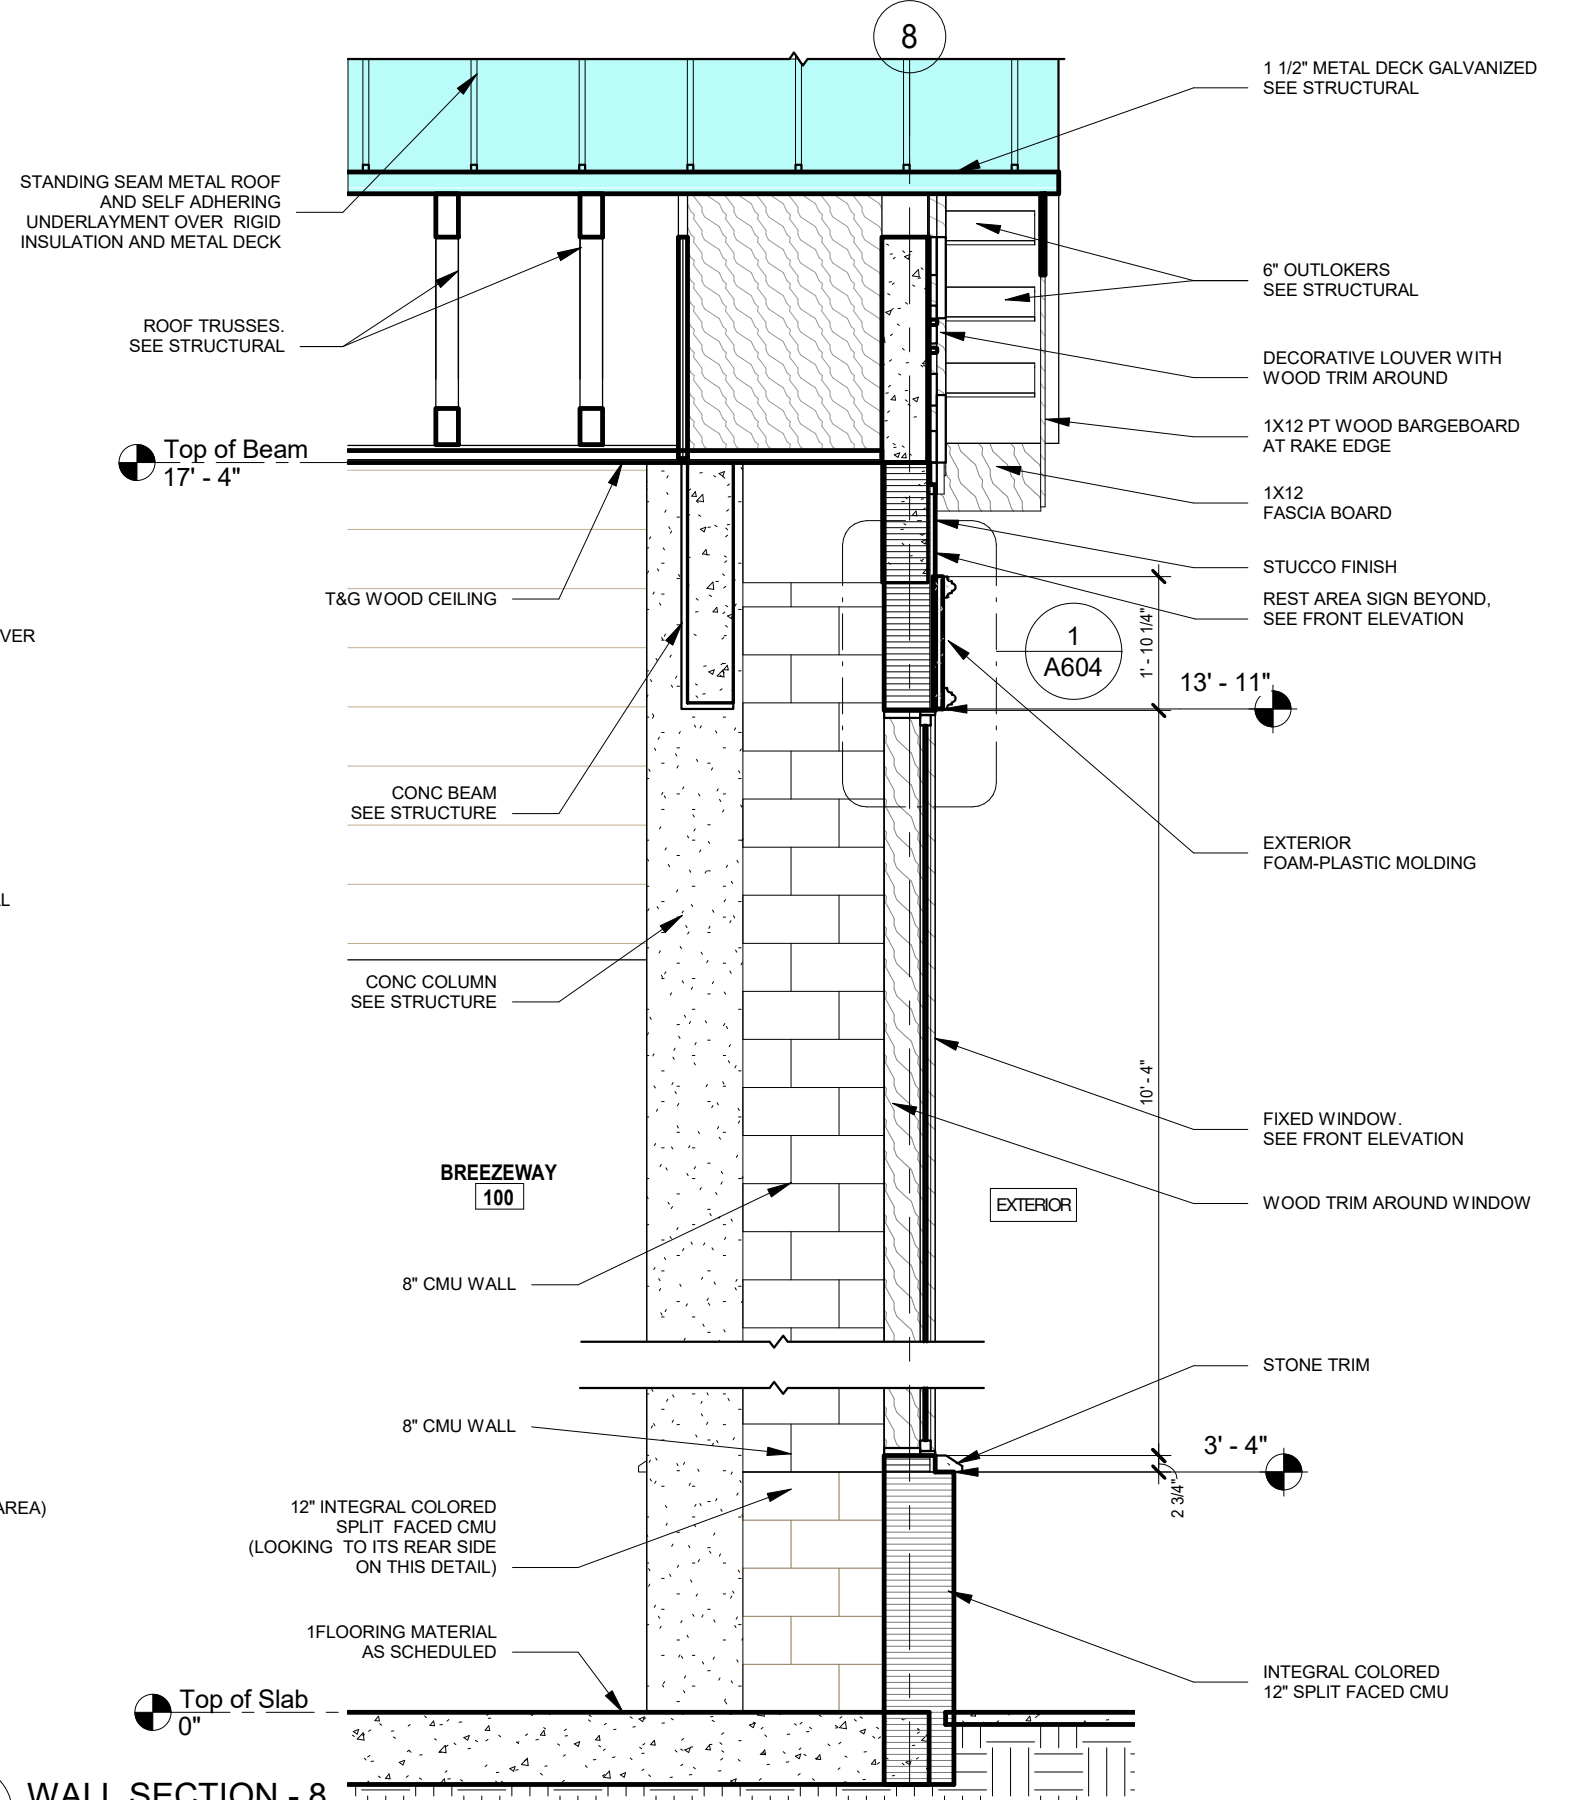 8
1 1/2" METAL DECK GALVANIZED
SEE STRUCTURAL
STANDING SEAM METAL ROOF
AND SELF ADHERING
UNDERLAYMENT OVER RIGID
INSULATION AND METAL DECK
6" OUTLOKERS
SEE STRUCTURAL
ROOF TRUSSES.
SEE STRUCTURAL
DECORATIVE LOUVER WITH
WOOD TRIM AROUND
1X12 PT WOOD BARGEBOARD
AT RAKE EDGE
Top of Beam
17' - 4"
1X12
FASCIA BOARD
STUCCO FINISH
T&G WOOD CEILING
REST AREA SIGN BEYOND,
SEE FRONT ELEVATION
VER
1
A604
1' - 10 1/4"
13' - 11"
CONC BEAM
SEE STRUCTURE
EXTERIOR
FOAM-PLASTIC MOLDING
AL
CONC COLUMN
SEE STRUCTURE
10' - 4"
FIXED WINDOW.
SEE FRONT ELEVATION
BREEZEWAY
100
EXTERIOR
WOOD TRIM AROUND WINDOW
8" CMU WALL
STONE TRIM
8" CMU WALL
3' - 4"
2 3/4"
AREA)
12" INTEGRAL COLORED
SPLIT FACED CMU
(LOOKING TO ITS REAR SIDE
ON THIS DETAIL)
1FLOORING MATERIAL
AS SCHEDULED
INTEGRAL COLORED
12" SPLIT FACED CMU
Top of Slab
0"
WALL SECTION - 8